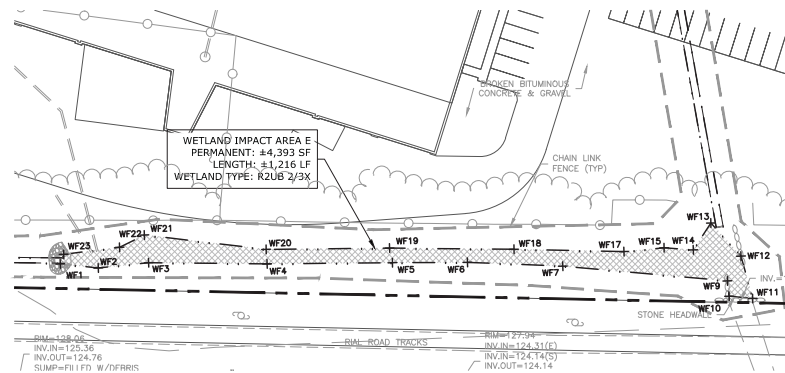 BROKEN BITUMINOUS
CONCRETE & GRAVEL
WETLAND IMPACT AREA E
PERMANENT: ±4,393 SF
LENGTH: ±1,216 LF
WETLAND TYPE: R2UB 2/3X
CHAIN LINK
FENCE (TYP)
WF13
WF21
WF22
WF23
WF20
WF19
WF18
WF17
WF15
WF14
WF12
WF1
WF2
WF3
WF4
WF5
WF6
WF7
WF9
INV.=
WF10
WF11
STONE HEADWALL
RIM=128.06
INV.IN=125.36
INV.OUT=124.76
SUMP=FILLED W/DEBRIS
RIAL ROAD TRACKS
RIM=127.94
INV.IN=124.31(E)
INV.IN=124.14(S)
INV.OUT=124.14